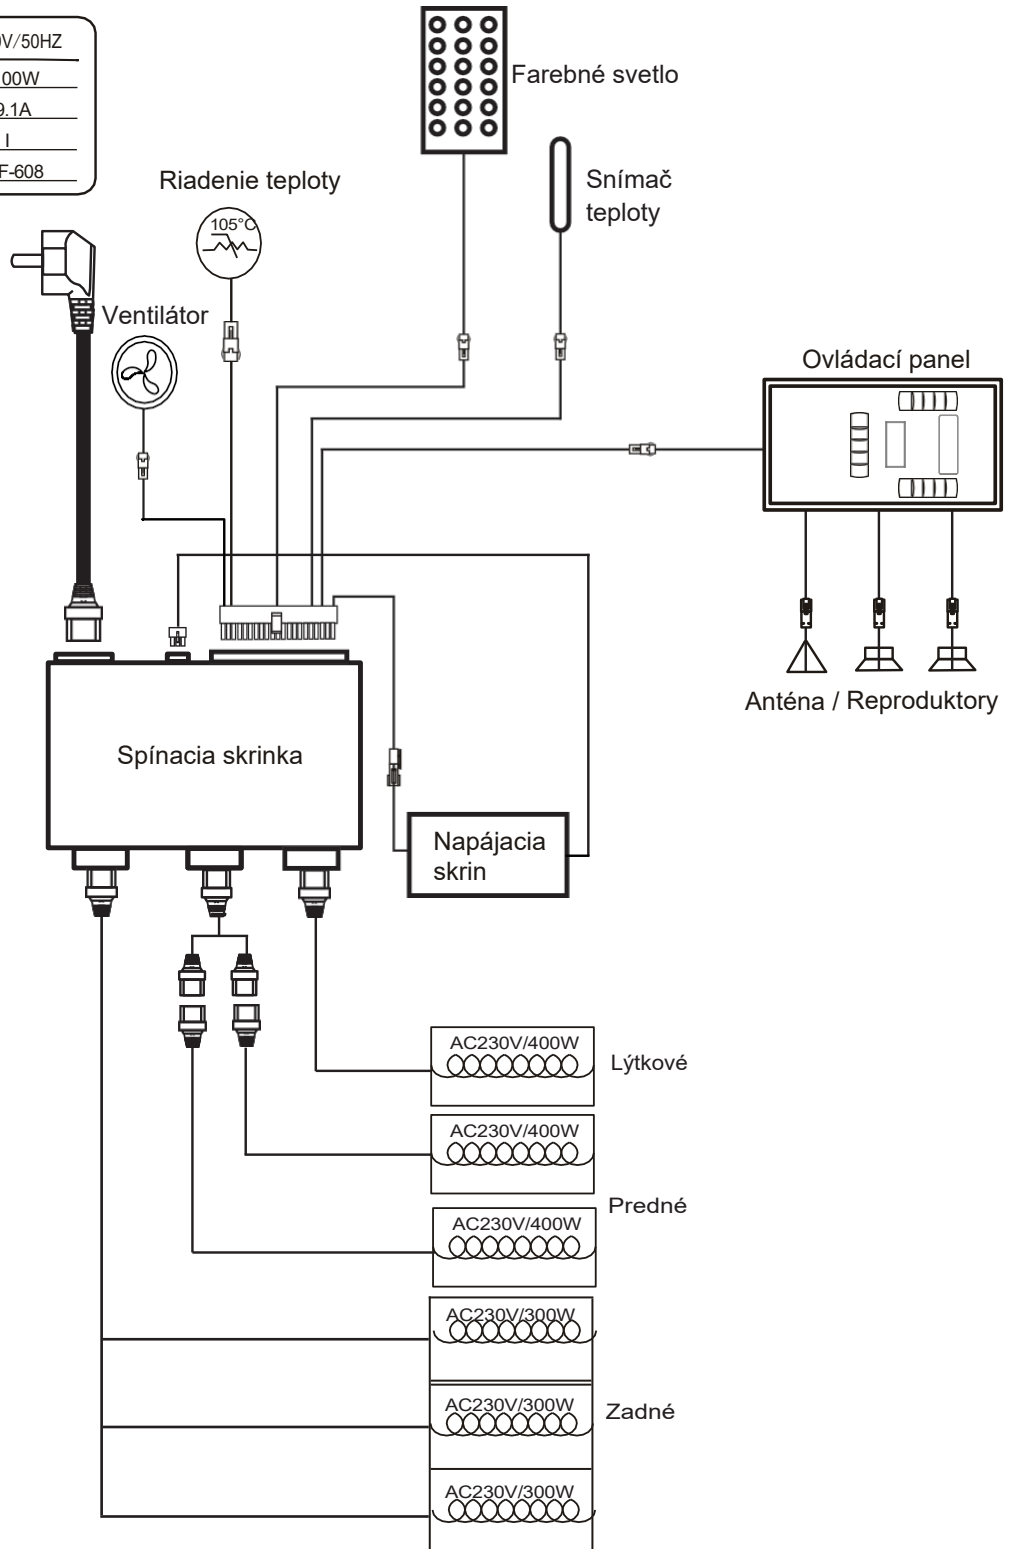 0V/50HZ
00W
9.1A
I
F-608
Farebné svetlo
Snímač
teploty
Riadenie teploty
105°C
Ventilátor
Ovládací panel
Anténa / Reproduktory
Spínacia skrinka
Napájacia
skrin
AC230V/400W
Lýtkové
AC230V/400W
Predné
AC230V/400W
AC230V/300W
AC230V/300W
Zadné
AC230V/300W